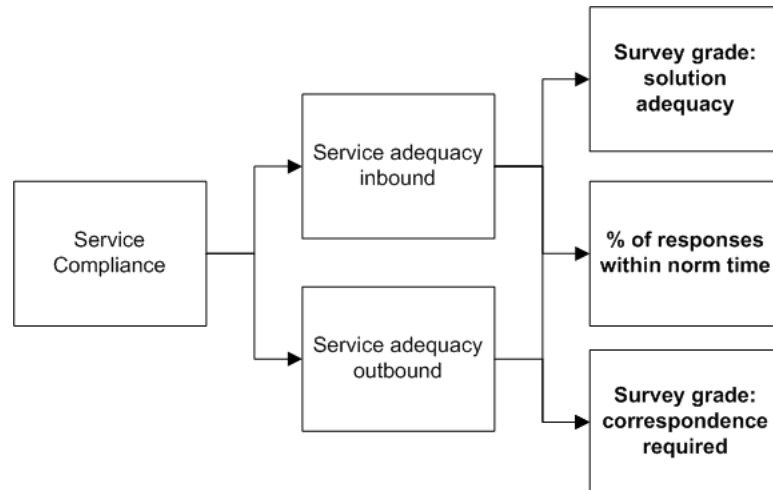 Service
Compliance
Service adequacy
inbound
Service adequacy
outbound
Survey grade:
solution
adequacy
% of responses
within norm time
Survey grade:
correspondence
required